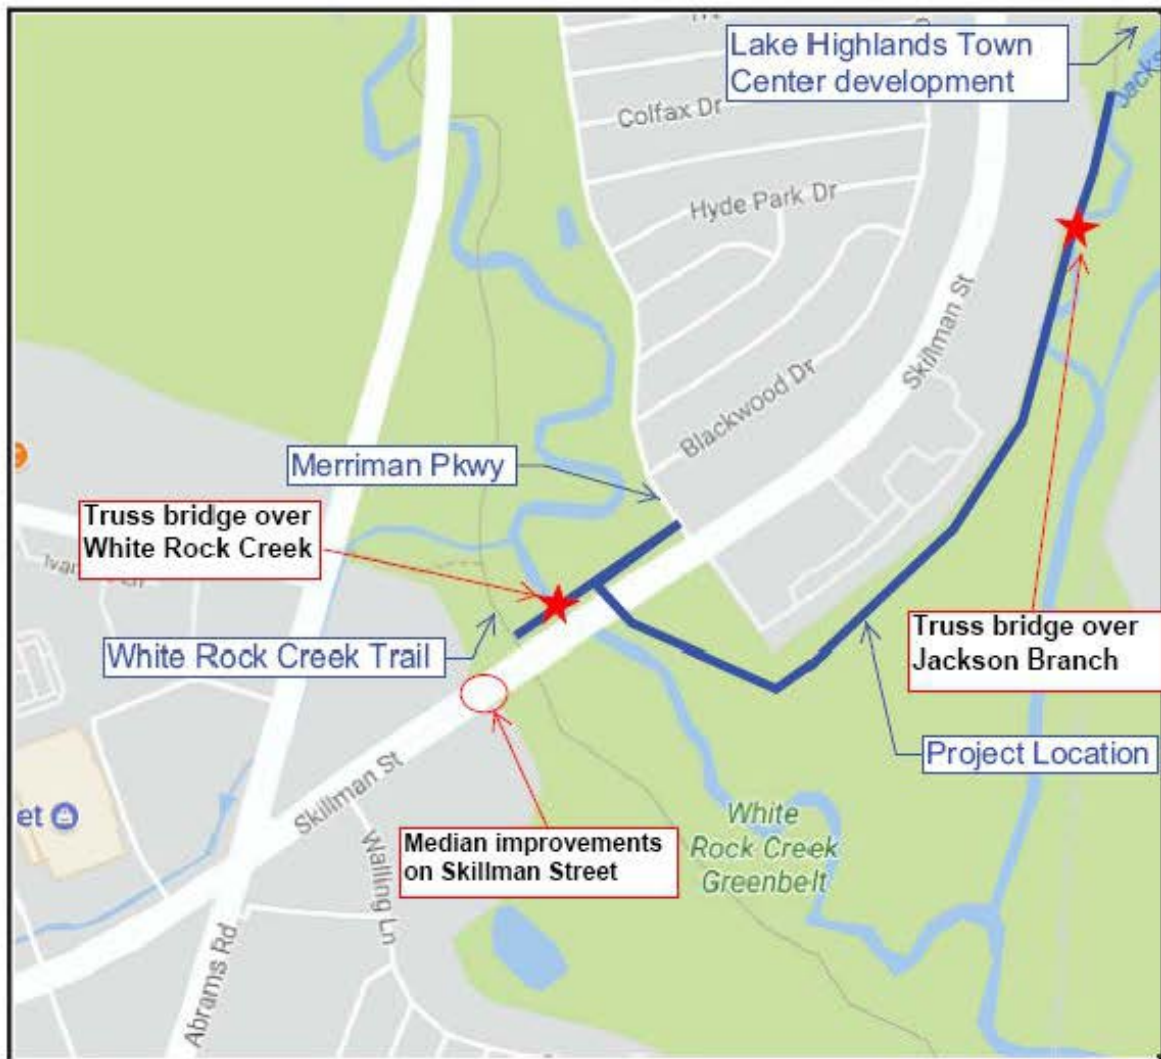 Lake Highlands Town
Center development
Jacks
Colfax Dr
Hyde Park Dr
Skillman St
Blackwood Dr
Merriman Pkwy
Truss bridge over
White Rock Creek
White Rock Creek Trail
Truss bridge over
Jackson Branch
Project Location
Skillman St
et
Median improvements
on Skillman Street
White
Rock Creek
Greenbelt
Walling Ln
Abrams Rd